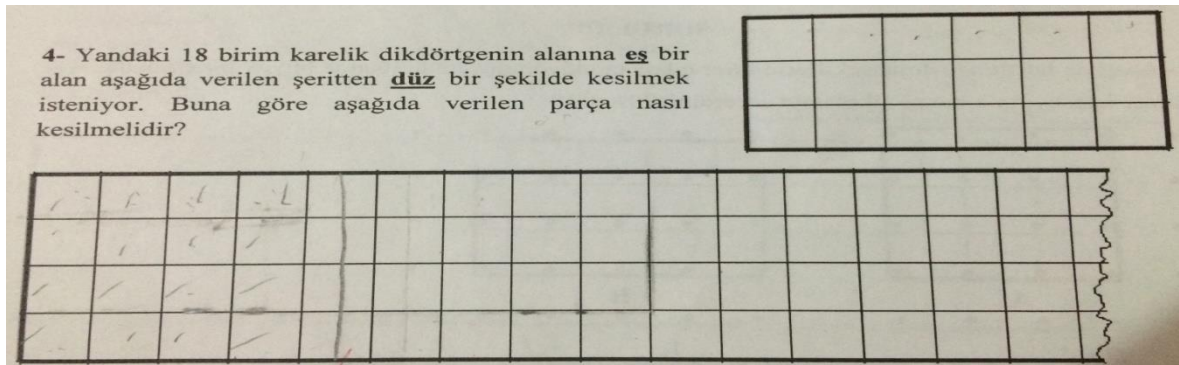 4- Yandaki 18 birim karelik dikdörtgenin alanına eş bir
alan aşağıda verilen şeritten düz bir şekilde kesilmek
isteniyor. Buna göre aşağıda verilen parça nasıl
kesilmelidir?